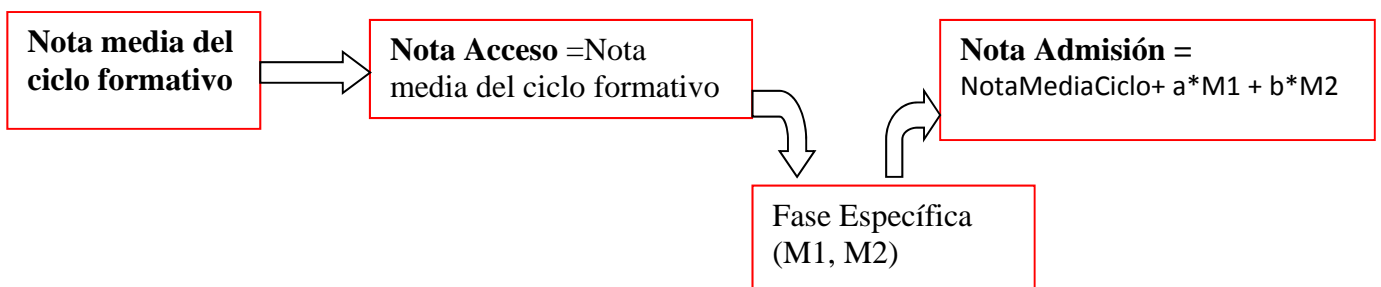 Nota media del
ciclo formativo
Nota Acceso =Nota
media del ciclo formativo
Nota Admisión =
NotaMediaCiclo+ a*M1 + b*M2
Fase Específica
(M1, M2)